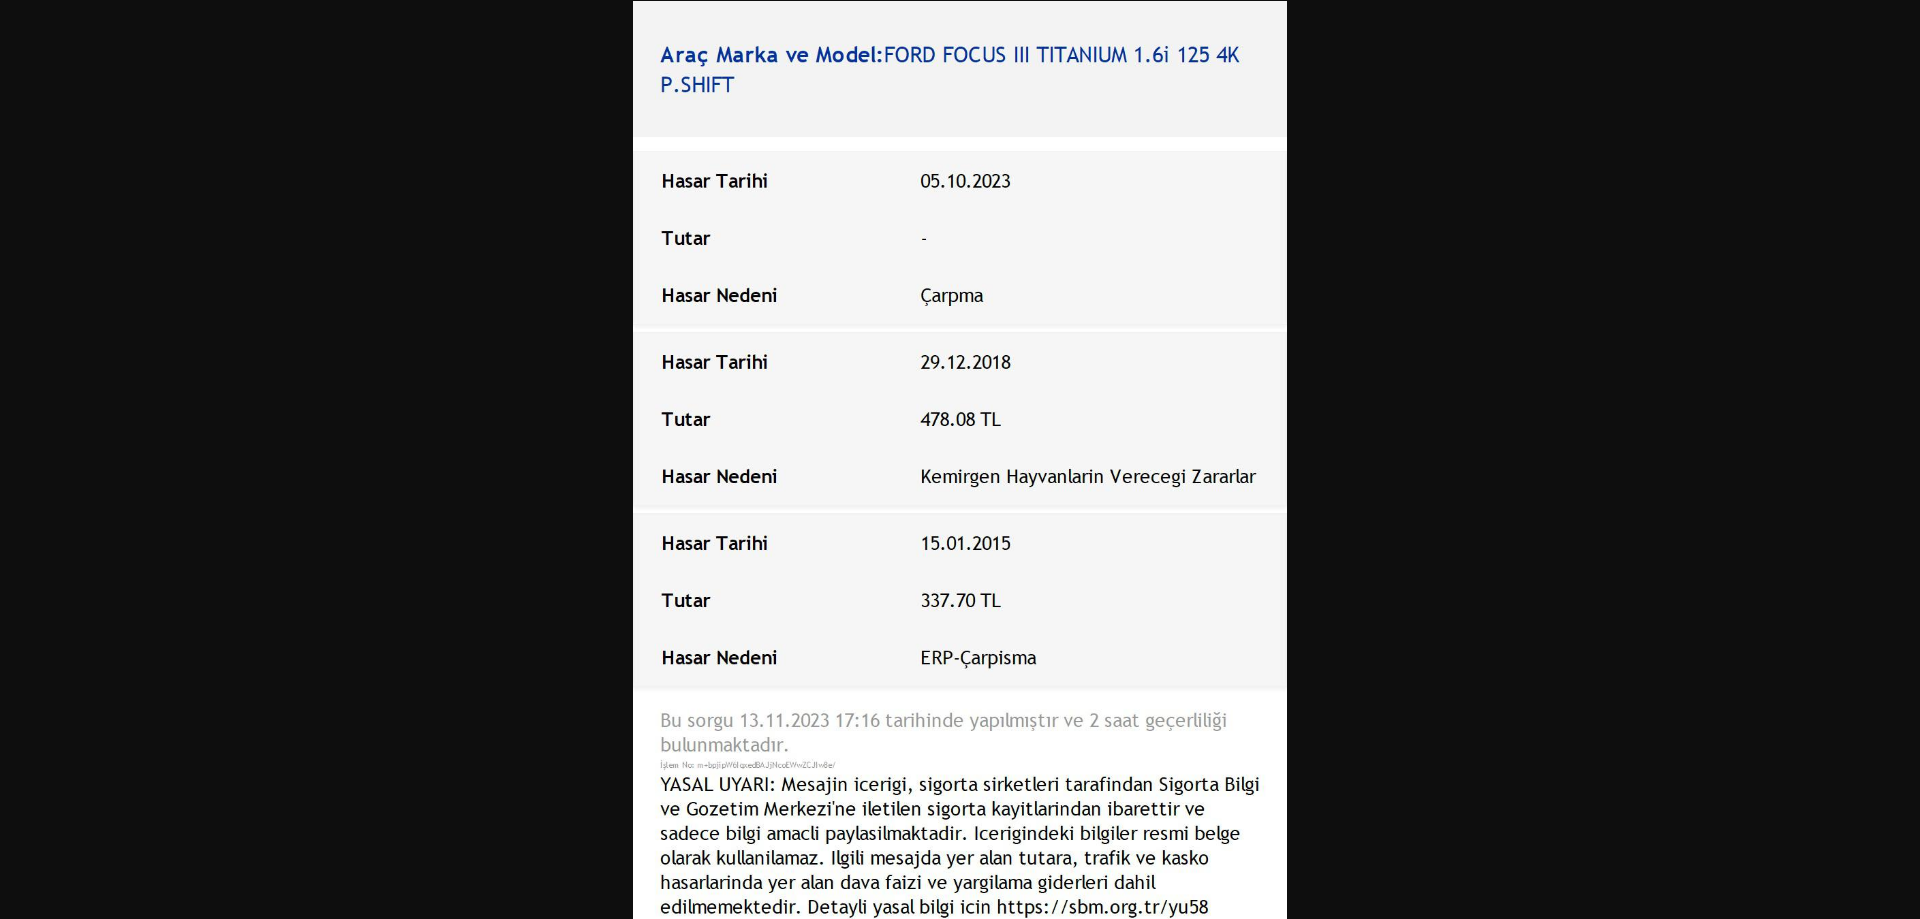 Araç Marka ve Model:FORD FOCUS III TITANIUM 1.6i 125 4K
P.SHIFT
Hasar Tarihi 05.10.2023
Tutar -
Hasar Nedeni Çarpma
Hasar Tarihi 29.12.2018
Tutar 478.08 TL
Hasar Nedeni Kemirgen Hayvanlarin Verecegi Zararlar
Hasar Tarihi 15.01.2015
Tutar 337.70 TL
Hasar Nedeni ERP-Çarpisma
Bu sorgu 13.11.2023 17:16 tarihinde yapılmıştır ve 2 saat geçerliliği
bulunmaktadır.
İşlem No:
YASAL UYARI: Mesajin icerigi, sigorta sirketleri tarafindan Sigorta Bilgi
ve Gozetim Merkezi'ne iletilen sigorta kayitlarindan ibarettir ve
sadece bilgi amacli paylasilmaktadir. Icerigindeki bilgiler resmi belge
olarak kullanilamaz. Ilgili mesajda yer alan tutara, trafik ve kasko
hasarlarinda yer alan dava faizi ve yargilama giderleri dahil
edilmemektedir. Detayli yasal bilgi icin https://sbm.org.tr/yu58